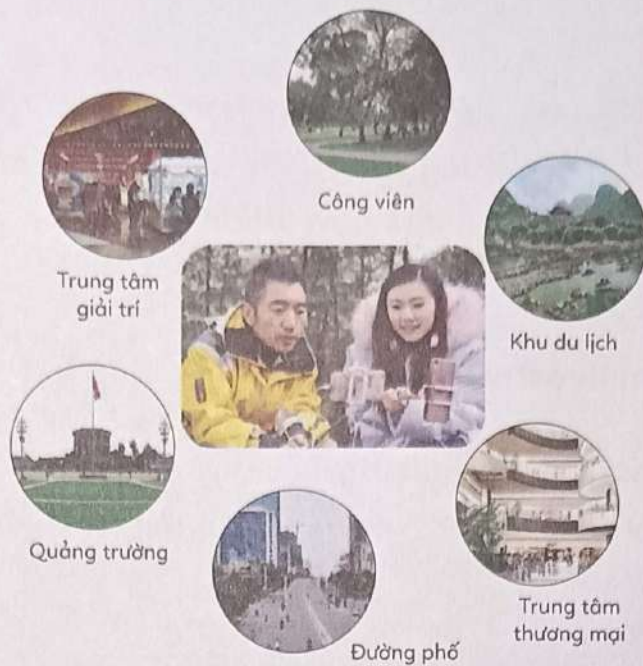 Công viên
Trung tâm
giải trí
Khu du lịch
Quảng trường
Trung tâm
thương mại
Đường phố